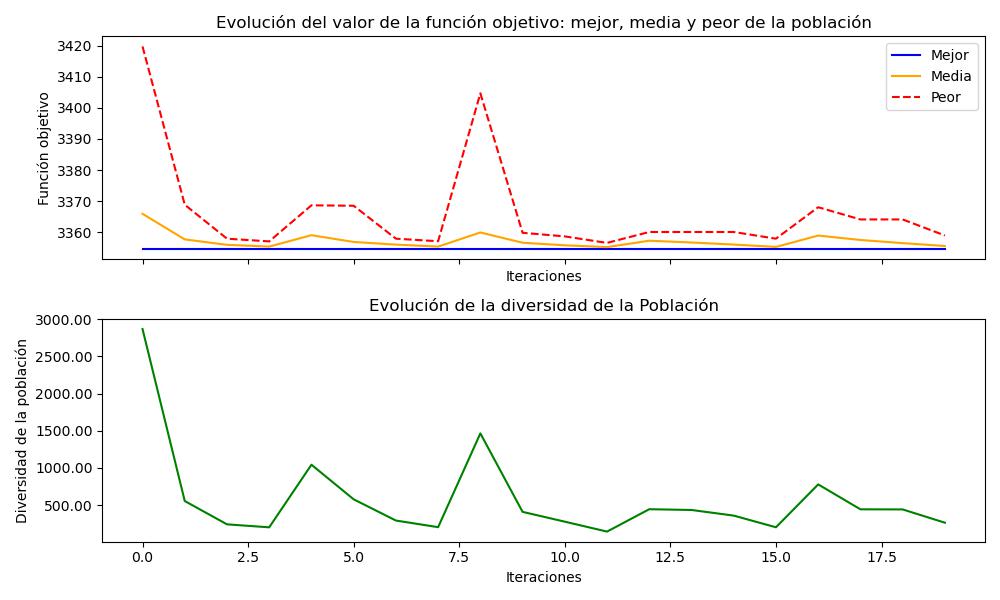 Evolución del valor de la función objetivo: mejor, media y peor de la población
Función objetivo
3420
3410
3400
3390
3380
3370
3360
Mejor
Media
Peor
Iteraciones
Evolución de la diversidad de la Población
Diversidad de la población
3000.00
2500.00
2000.00
1500.00
1000.00
500.00
0.0 2.5 5.0 7.5 10.0 12.5 15.0 17.5
Iteraciones